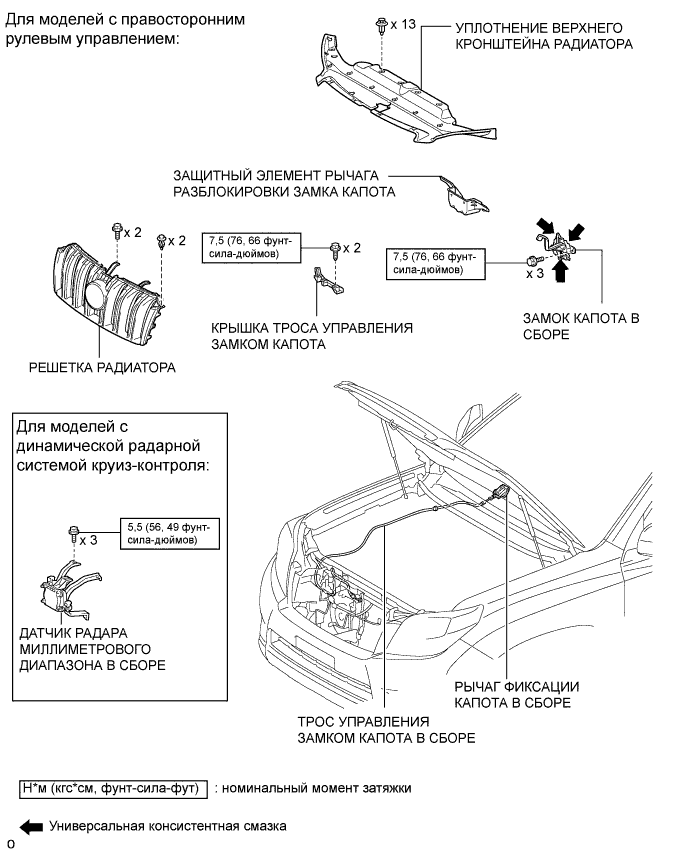 Для моделей с правосторонним
рулевым управлением:
x 13
УПЛОТНЕНИЕ ВЕРХНЕГО
КРОНШТЕЙНА РАДИАТОРА
ЗАЩИТНЫЙ ЭЛЕМЕНТ РЫЧАГА
РАЗБЛОКИРОВКИ ЗАМКА КАПОТА
x 2
x 2
7,5 (76, 66 фунт-
сила-дюймов)
x 2
7,5 (76, 66 фунт-
сила-дюймов)
x 3
КРЫШКА ТРОСА УПРАВЛЕНИЯ
ЗАМКОМ КАПОТА
ЗАМОК КАПОТА В
СБОРЕ
РЕШЕТКА РАДИАТОРА
Для моделей с
динамической радарной
системой круиз-контроля:
x 3
5,5 (56, 49 фунт-
сила-дюймов)
ДАТЧИК РАДАРА
МИЛЛИМЕТРОВОГО
ДИАПАЗОНА В СБОРЕ
РЫЧАГ ФИКСАЦИИ
КАПОТА В СБОРЕ
ТРОС УПРАВЛЕНИЯ
ЗАМКОМ КАПОТА В СБОРЕ
Н*м (кгс*см, фунт-сила-фут) : номинальный момент затяжки
Универсальная консистентная смазка
O